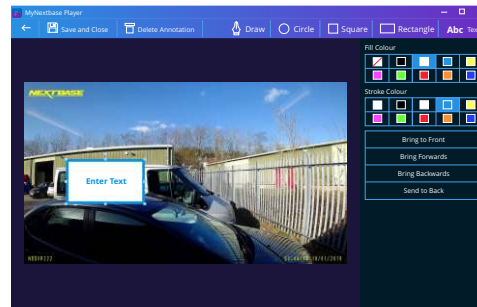 MyNextbase Player
Save and Close
Delete Annotation
Draw
Circle
Square
Rectangle
Abc
Fill Colour
Stroke Colour
Bring to Front
Bring Forwards
Bring Backwards
Send to Back
NEXTBASE
Enter Text